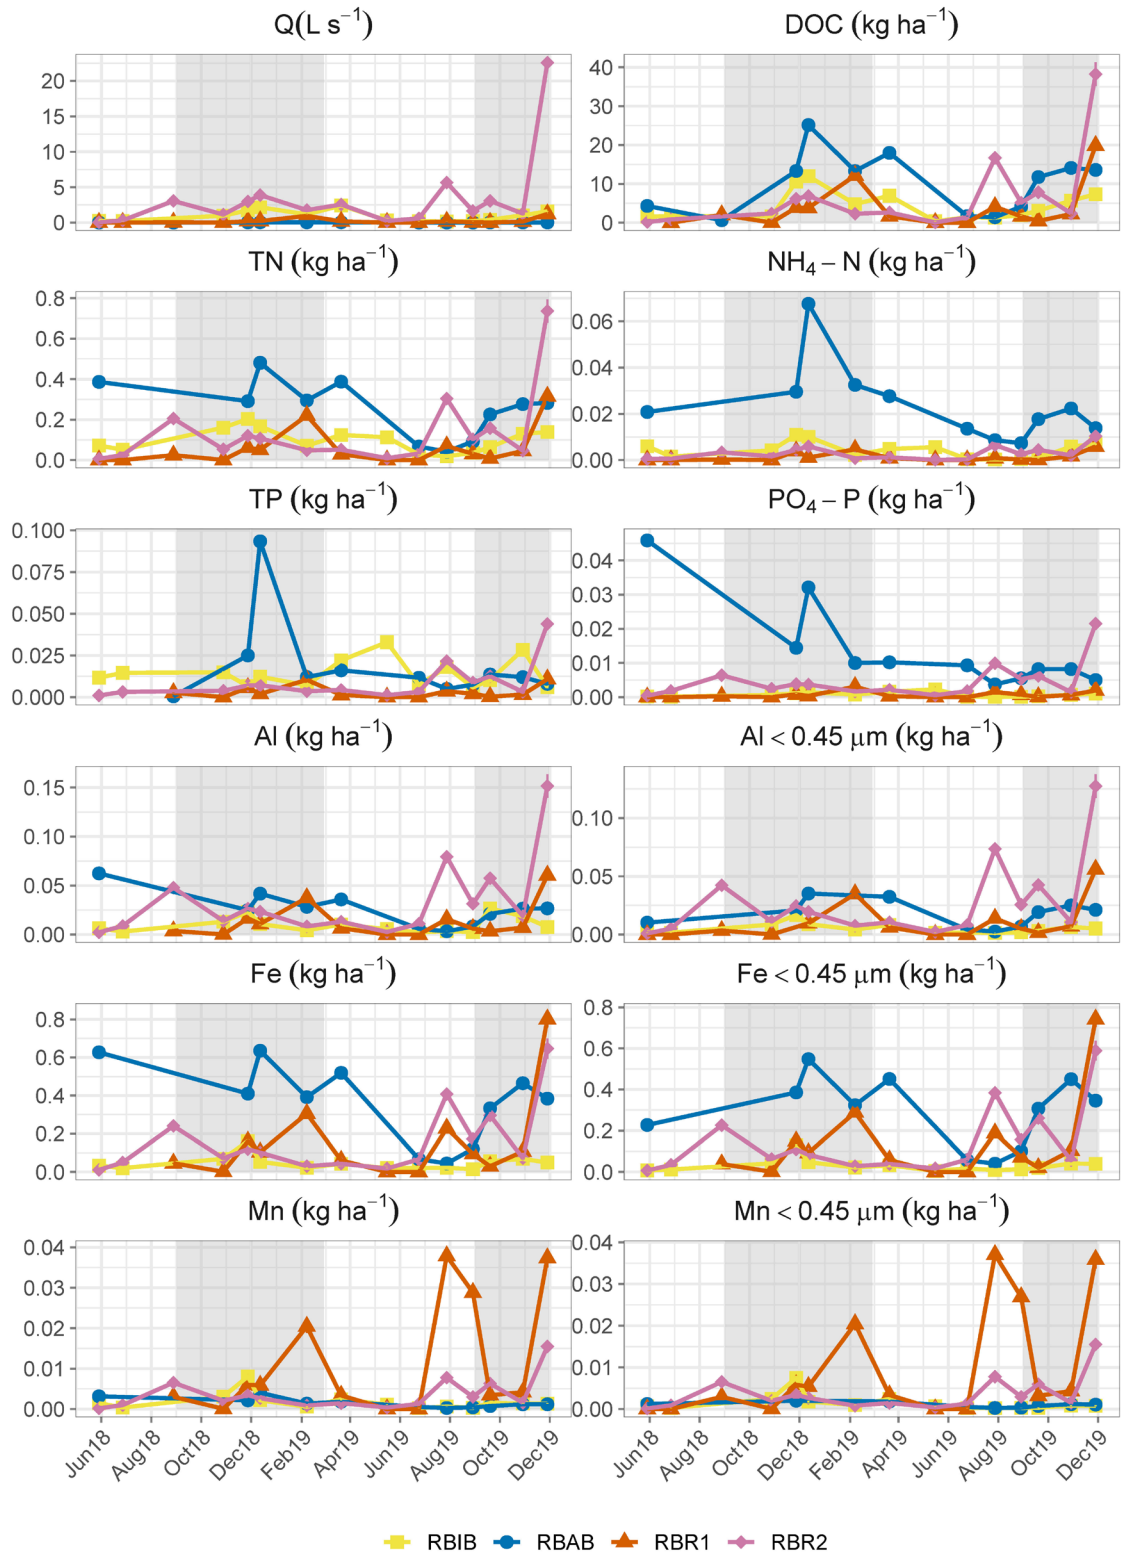 Q(L s⁻¹) DOC (kg ha⁻¹)
20 15 10 5 0
40 30 20 10 0
TN (kg ha⁻¹) NH₄ – N (kg ha⁻¹)
0.8 0.6 0.4 0.2 0.0
0.06 0.04 0.02 0.00
TP (kg ha⁻¹) PO₄ – P (kg ha⁻¹)
0.100 0.075 0.050 0.025 0.000
0.04 0.03 0.02 0.01 0.00
Al (kg ha⁻¹) Al < 0.45 μm (kg ha⁻¹)
0.15 0.10 0.05 0.00
0.10 0.05 0.00
Fe (kg ha⁻¹) Fe < 0.45 μm (kg ha⁻¹)
0.8 0.6 0.4 0.2 0.0
0.8 0.6 0.4 0.2 0.0
Mn (kg ha⁻¹) Mn < 0.45 μm (kg ha⁻¹)
0.04 0.03 0.02 0.01 0.00
0.04 0.03 0.02 0.01 0.00
Jun18 Aug18 Oct18 Dec18 Feb19 Apr19 Jun19 Aug19 Oct19 Dec19
Jun18 Aug18 Oct18 Dec18 Feb19 Apr19 Jun19 Aug19 Oct19 Dec19
RBIB RBAB RBR1 RBR2